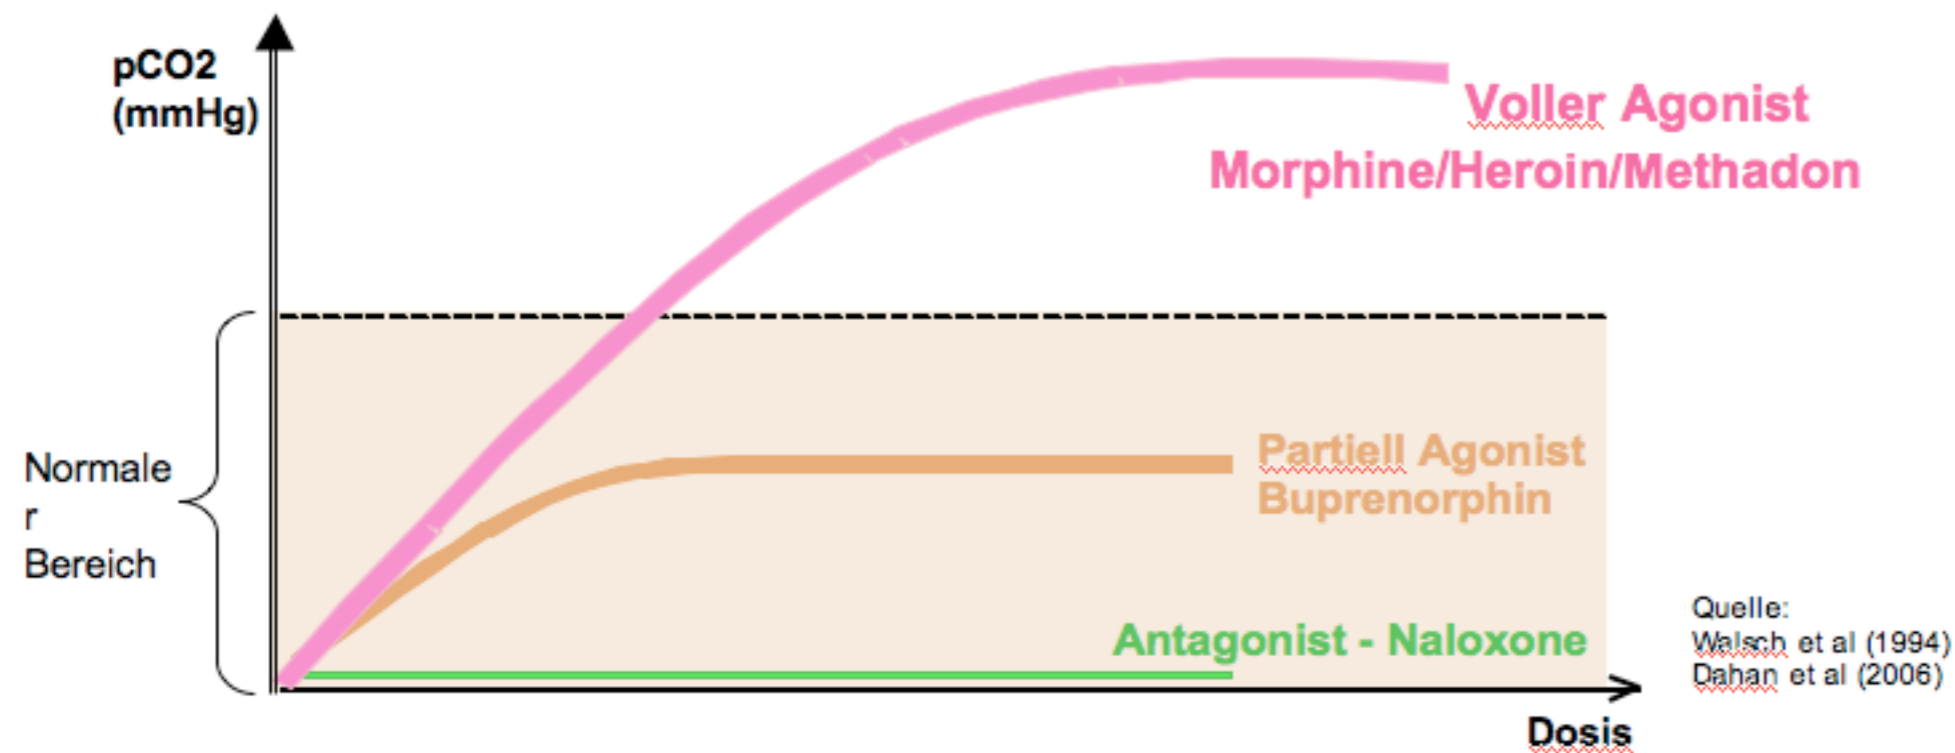 pCO2
(mmHg)
Voller Agonist
Morphine/Heroin/Methadon
Normale
r
Bereich
Partiell Agonist
Buprenorphin
Antagonist - Naloxone
Quelle:
Walsch et al (1994)
Dahan et al (2006)
Dosis